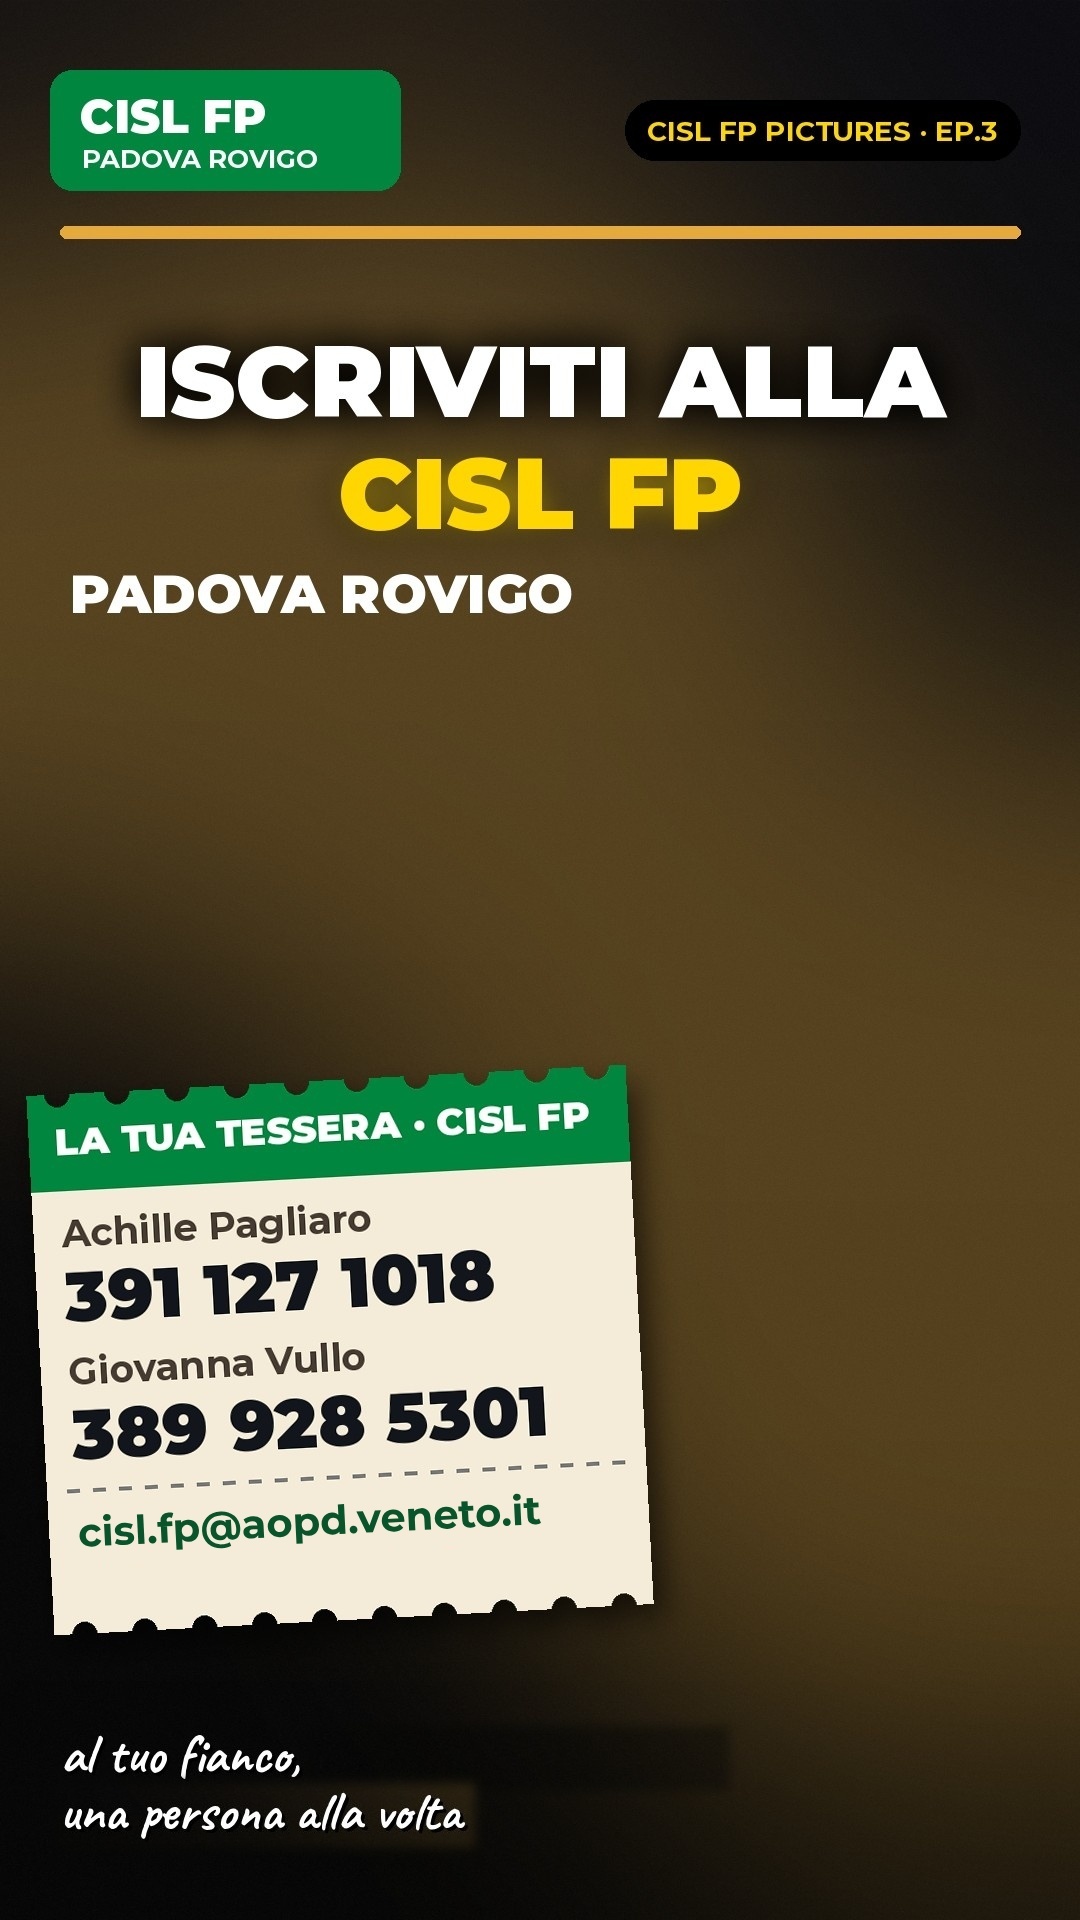 CISL FP
PADOVA ROVIGO
CISL FP PICTURES · EP.3
ISCRIVITI ALLA
CISL FP
PADOVA ROVIGO
LA TUA TESSERA · CISL FP
Achille Pagliaro
391 127 1018
Giovanna Vullo
389 928 5301
cisl.fp@aopd.veneto.it
al tuo fianco,
una persona alla volta